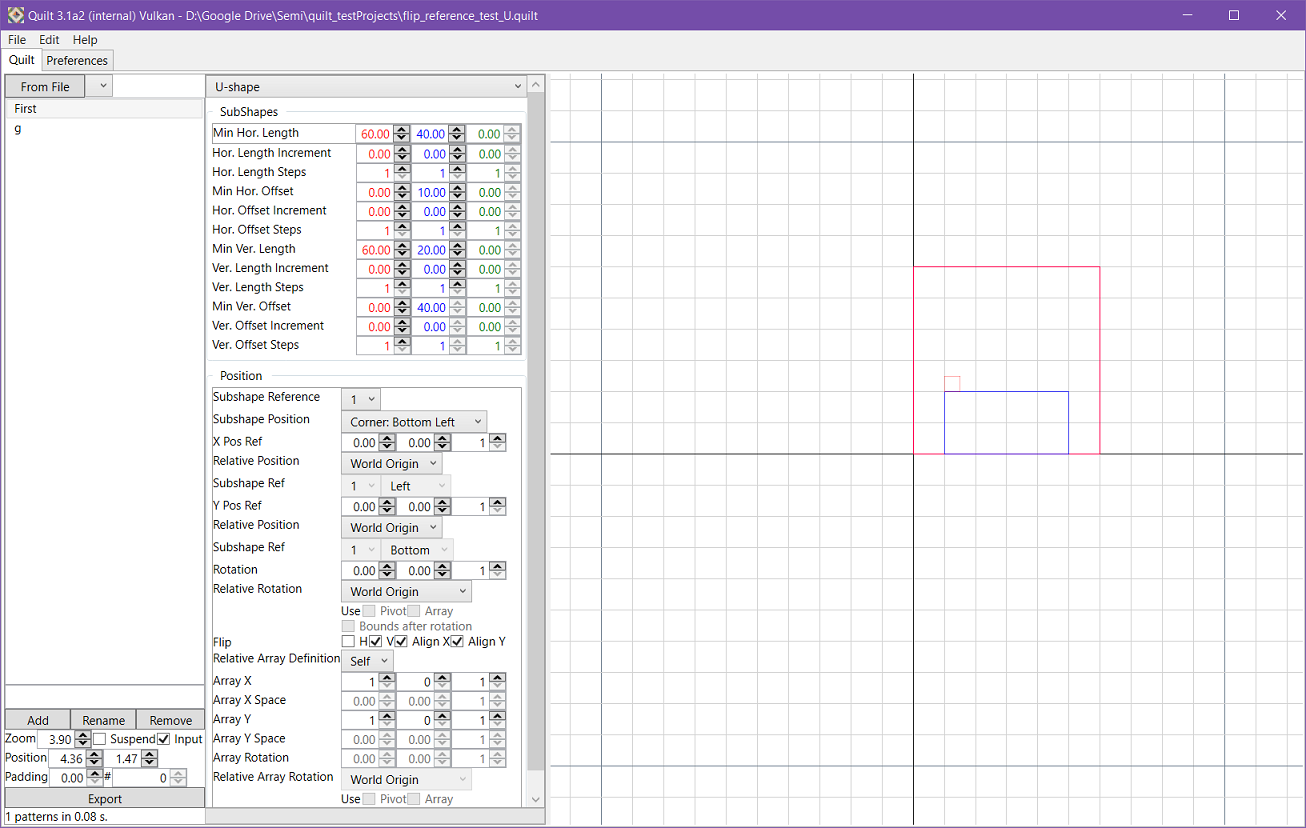 Quilt 3.1a2 (internal) Vulkan - D:\Google Drive\Semi\quilt_testProjects\flip_reference_test_U.quilt
File Edit Help
Quilt Preferences
From File
First
g
U-shape
SubShapes
Min Hor. Length 60.00 40.00 0.00
Hor. Length Increment 0.00 0.00 0.00
Hor. Length Steps 1 1 1
Min Hor. Offset 0.00 10.00 0.00
Hor. Offset Increment 0.00 0.00 0.00
Hor. Offset Steps 1 1 1
Min Ver. Length 60.00 20.00 0.00
Ver. Length Increment 0.00 0.00 0.00
Ver. Length Steps 1 1 1
Min Ver. Offset 0.00 40.00 0.00
Ver. Offset Increment 0.00 0.00 0.00
Ver. Offset Steps 1 1 1
Position
Subshape Reference 1
Subshape Position Corner: Bottom Left
X Pos Ref 0.00 0.00 1
Relative Position World Origin
Subshape Ref 1 Left
Y Pos Ref 0.00 0.00 1
Relative Position World Origin
Subshape Ref 1 Bottom
Rotation 0.00 0.00 1
Relative Rotation World Origin
Use Pivot Array
Bounds after rotation
Flip H V Align X Align Y
Relative Array Definition Self
Array X 1 0 1
Array X Space 0.00 0.00 1
Array Y 1 0 1
Array Y Space 0.00 0.00 1
Array Rotation 0.00 0.00 1
Relative Array Rotation World Origin
Use Pivot Array
Add Rename Remove
Zoom 3.90 Suspend Input
Position 4.36 1.47
Padding 0.00 # 0
Export
1 patterns in 0.08 s.